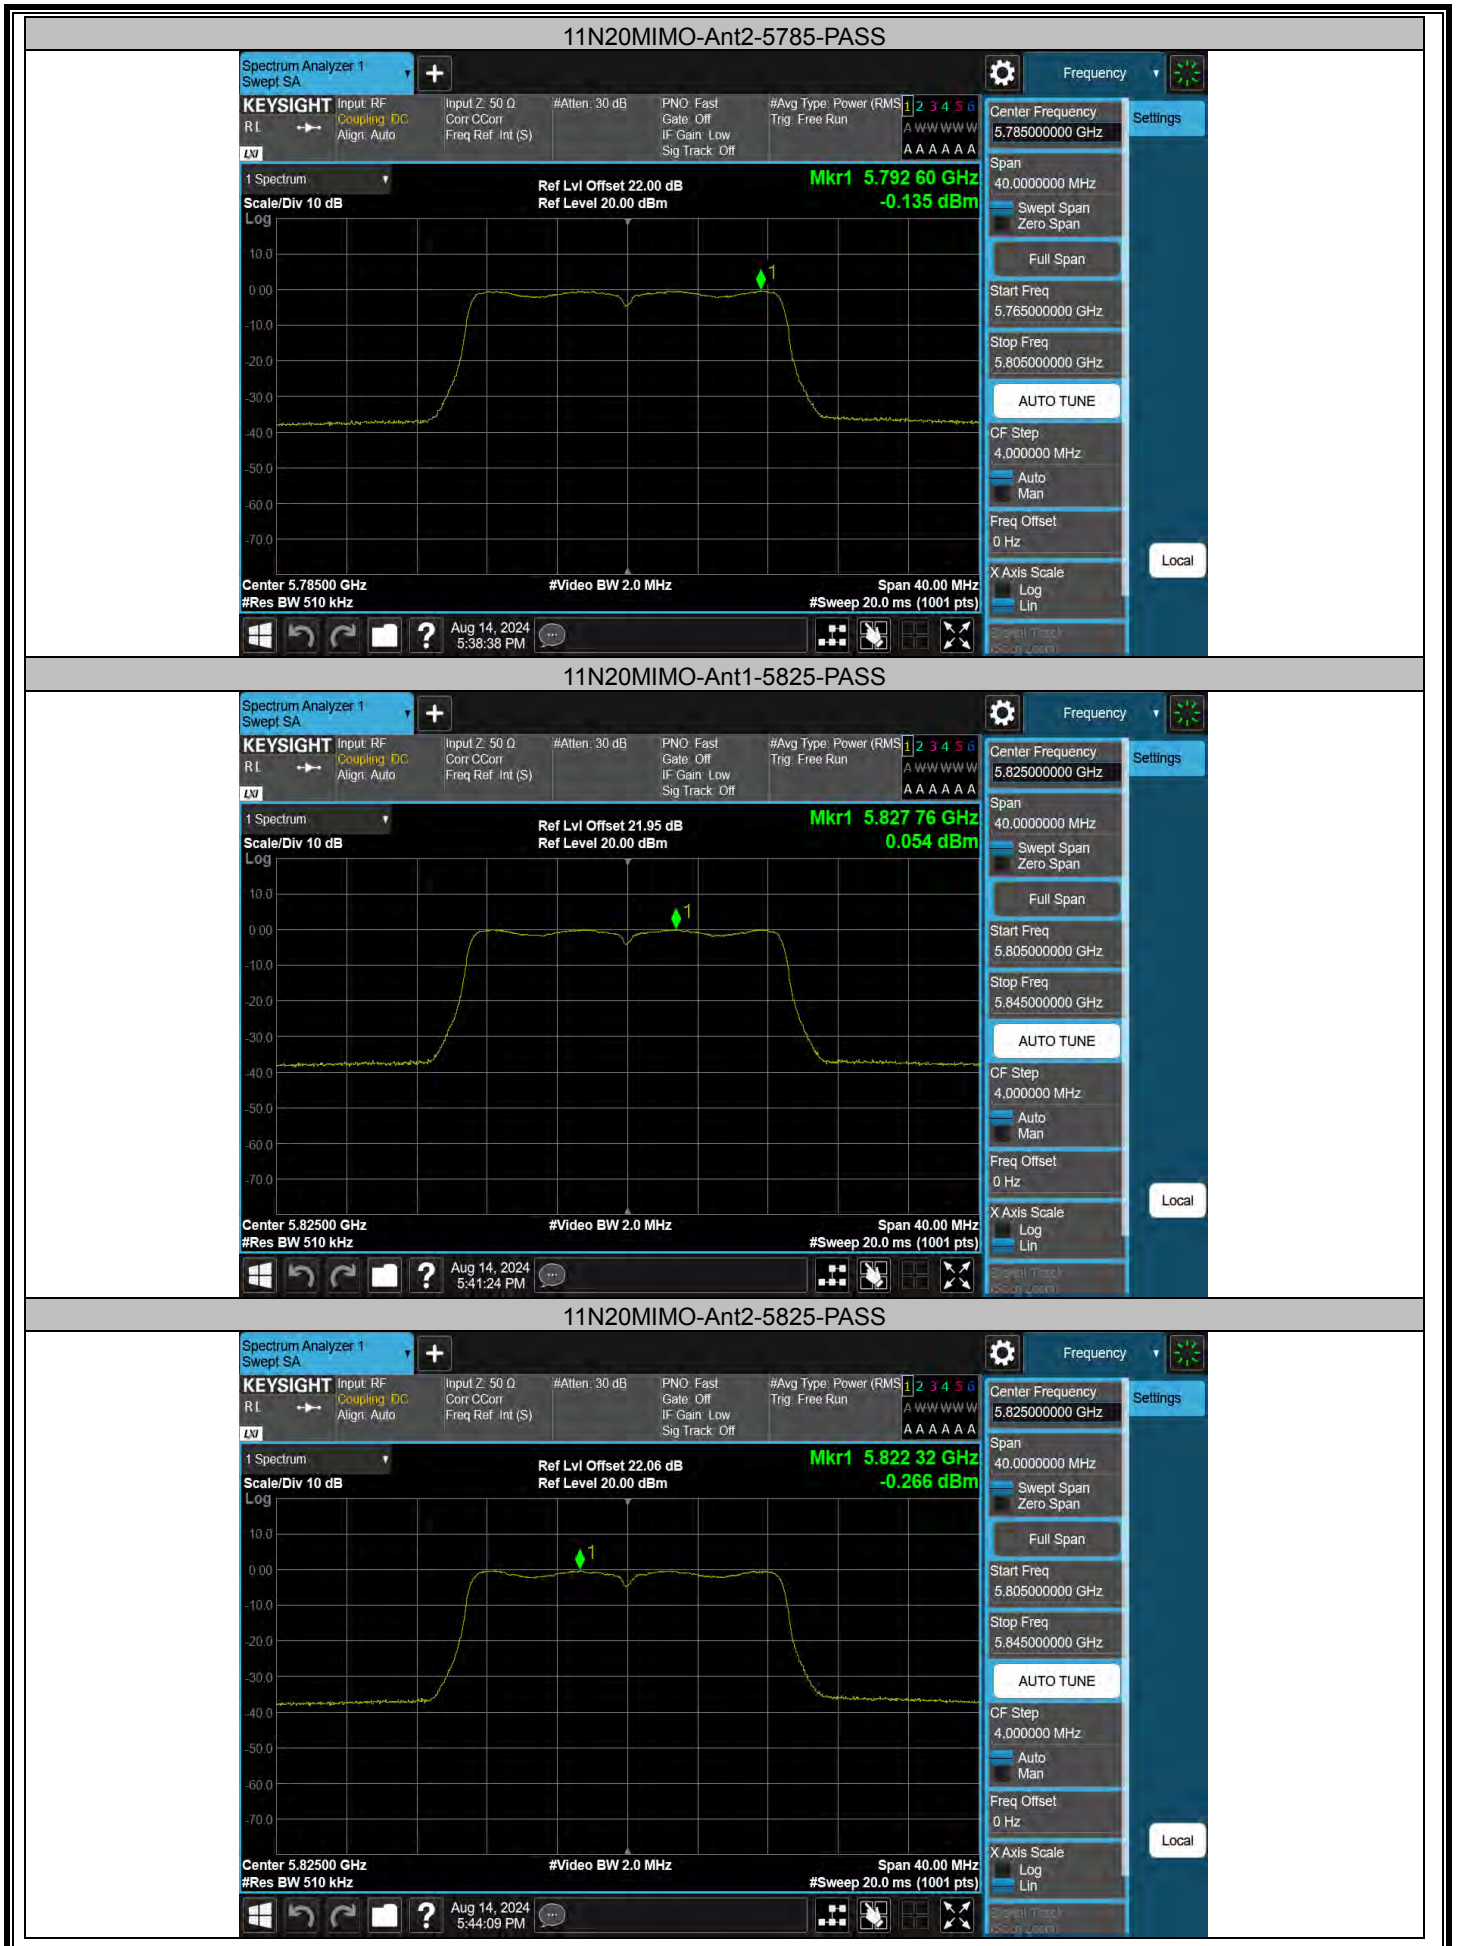 11N20MIMO-Ant2-5785-PASS
Spectrum Analyzer 1
Swept SA
Frequency
KEYSIGHT
RL
LXI
Input: RF
Coupling: DC
Align: Auto
Input Z: 50 Ω
Corr CCorr
Freq Ref: Int (S)
#Atten: 30 dB
PNO: Fast
Gate: Off
IF Gain: Low
Sig Track: Off
#Avg Type: Power (RMS
Trig: Free Run
1 2 3 4 5 6
A W W W W W
A A A A A A
Center Frequency
5.785000000 GHz
Settings
Span
40.0000000 MHz
Swept Span
Zero Span
Full Span
Start Freq
5.765000000 GHz
Stop Freq
5.805000000 GHz
AUTO TUNE
CF Step
4.000000 MHz
Auto
Man
Freq Offset
0 Hz
X Axis Scale
Log
Lin
Signal Track
(Span Zoom)
Local
1 Spectrum
Scale/Div 10 dB
Log
Ref Lvl Offset 22.00 dB
Ref Level 20.00 dBm
Mkr1 5.792 60 GHz
-0.135 dBm
1
10.0
0.00
-10.0
-20.0
-30.0
-40.0
-50.0
-60.0
-70.0
Center 5.78500 GHz
#Res BW 510 kHz
#Video BW 2.0 MHz
Span 40.00 MHz
#Sweep 20.0 ms (1001 pts)
?
Aug 14, 2024
5:38:38 PM
11N20MIMO-Ant1-5825-PASS
Spectrum Analyzer 1
Swept SA
Frequency
KEYSIGHT
RL
LXI
Input: RF
Coupling: DC
Align: Auto
Input Z: 50 Ω
Corr CCorr
Freq Ref: Int (S)
#Atten: 30 dB
PNO: Fast
Gate: Off
IF Gain: Low
Sig Track: Off
#Avg Type: Power (RMS
Trig: Free Run
1 2 3 4 5 6
A W W W W W
A A A A A A
Center Frequency
5.825000000 GHz
Settings
Span
40.0000000 MHz
Swept Span
Zero Span
Full Span
Start Freq
5.805000000 GHz
Stop Freq
5.845000000 GHz
AUTO TUNE
CF Step
4.000000 MHz
Auto
Man
Freq Offset
0 Hz
X Axis Scale
Log
Lin
Signal Track
(Span Zoom)
Local
1 Spectrum
Scale/Div 10 dB
Log
Ref Lvl Offset 21.95 dB
Ref Level 20.00 dBm
Mkr1 5.827 76 GHz
0.054 dBm
1
10.0
0.00
-10.0
-20.0
-30.0
-40.0
-50.0
-60.0
-70.0
Center 5.82500 GHz
#Res BW 510 kHz
#Video BW 2.0 MHz
Span 40.00 MHz
#Sweep 20.0 ms (1001 pts)
?
Aug 14, 2024
5:41:24 PM
11N20MIMO-Ant2-5825-PASS
Spectrum Analyzer 1
Swept SA
Frequency
KEYSIGHT
RL
LXI
Input: RF
Coupling: DC
Align: Auto
Input Z: 50 Ω
Corr CCorr
Freq Ref: Int (S)
#Atten: 30 dB
PNO: Fast
Gate: Off
IF Gain: Low
Sig Track: Off
#Avg Type: Power (RMS
Trig: Free Run
1 2 3 4 5 6
A W W W W W
A A A A A A
Center Frequency
5.825000000 GHz
Settings
Span
40.0000000 MHz
Swept Span
Zero Span
Full Span
Start Freq
5.805000000 GHz
Stop Freq
5.845000000 GHz
AUTO TUNE
CF Step
4.000000 MHz
Auto
Man
Freq Offset
0 Hz
X Axis Scale
Log
Lin
Signal Track
(Span Zoom)
Local
1 Spectrum
Scale/Div 10 dB
Log
Ref Lvl Offset 22.06 dB
Ref Level 20.00 dBm
Mkr1 5.822 32 GHz
-0.266 dBm
1
10.0
0.00
-10.0
-20.0
-30.0
-40.0
-50.0
-60.0
-70.0
Center 5.82500 GHz
#Res BW 510 kHz
#Video BW 2.0 MHz
Span 40.00 MHz
#Sweep 20.0 ms (1001 pts)
?
Aug 14, 2024
5:44:09 PM